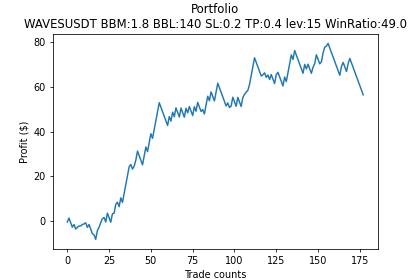 Portfolio
WAVESUSDT BBM:1.8 BBL:140 SL:0.2 TP:0.4 lev:15 WinRatio:49.0
80
60
40
20
0
Profit ($)
0 25 50 75 100 125 150 175
Trade counts